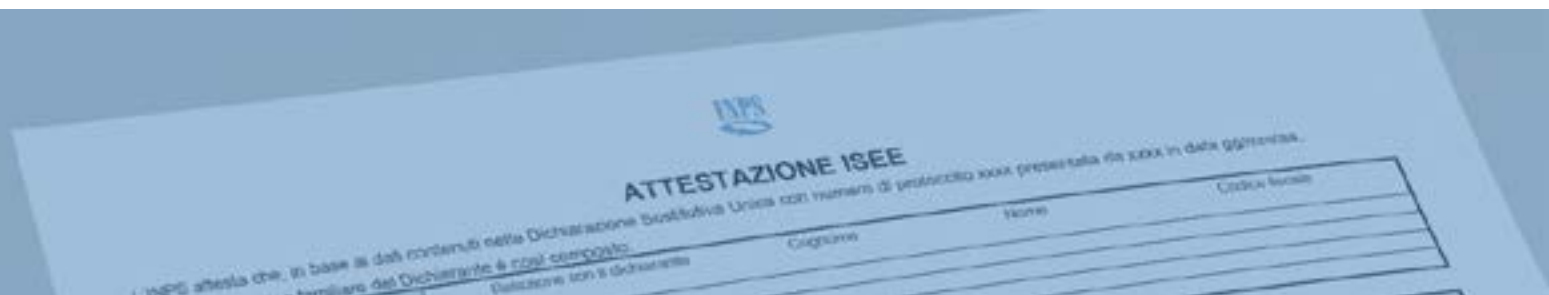 INPS
ATTESTAZIONE ISEE
L'INPS attesta che, in base ai dati contenuti nella Dichiarazione Sostitutiva Unica con numero di protocollo xxxx presentata da xxxx in data gg/mm/aa,
familiare del Dichiarante è così composto:
Relazione con il dichiarante Cognome Nome Codice fiscale